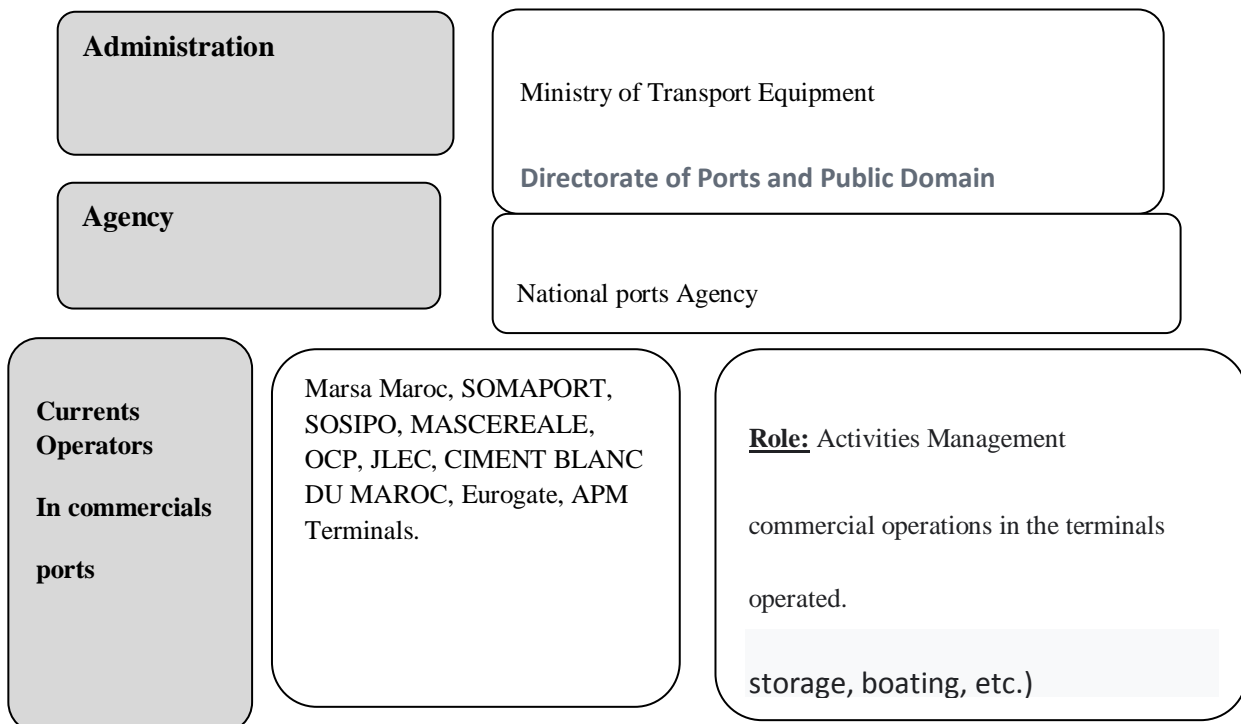 Administration
Ministry of Transport Equipment
Directorate of Ports and Public Domain
Agency
National ports Agency
Currents
Operators
In commercials
ports
Marsa Maroc, SOMAPORT,
SOSIPO, MASCEREALE,
OCP, JLEC, CIMENT BLANC
DU MAROC, Eurogate, APM
Terminals.
Role: Activities Management
commercial operations in the terminals
operated.
storage, boating, etc.)